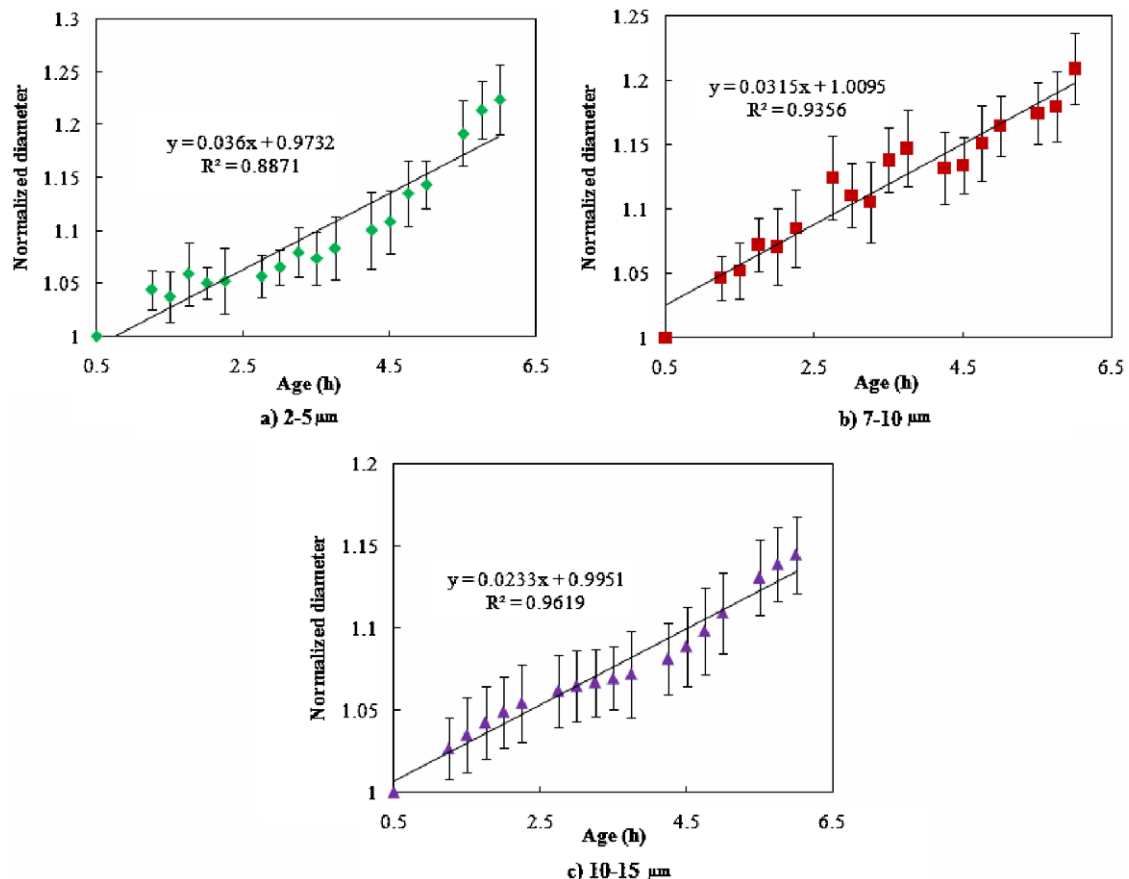 1.3
1.25
1.2
1.15
1.1
1.05
1
Normalized diameter
y = 0.036x + 0.9732
R² = 0.8871
0.5 2.5 4.5 6.5
Age (h)
a) 2-5 μm
1.25
1.2
1.15
1.1
1.05
1
Normalized diameter
y = 0.0315x + 1.0095
R² = 0.9356
0.5 2.5 4.5 6.5
Age (h)
b) 7-10 μm
1.2
1.15
1.1
1.05
1
Normalized diameter
y = 0.0233x + 0.9951
R² = 0.9619
0.5 2.5 4.5 6.5
Age (h)
c) 10-15 μm